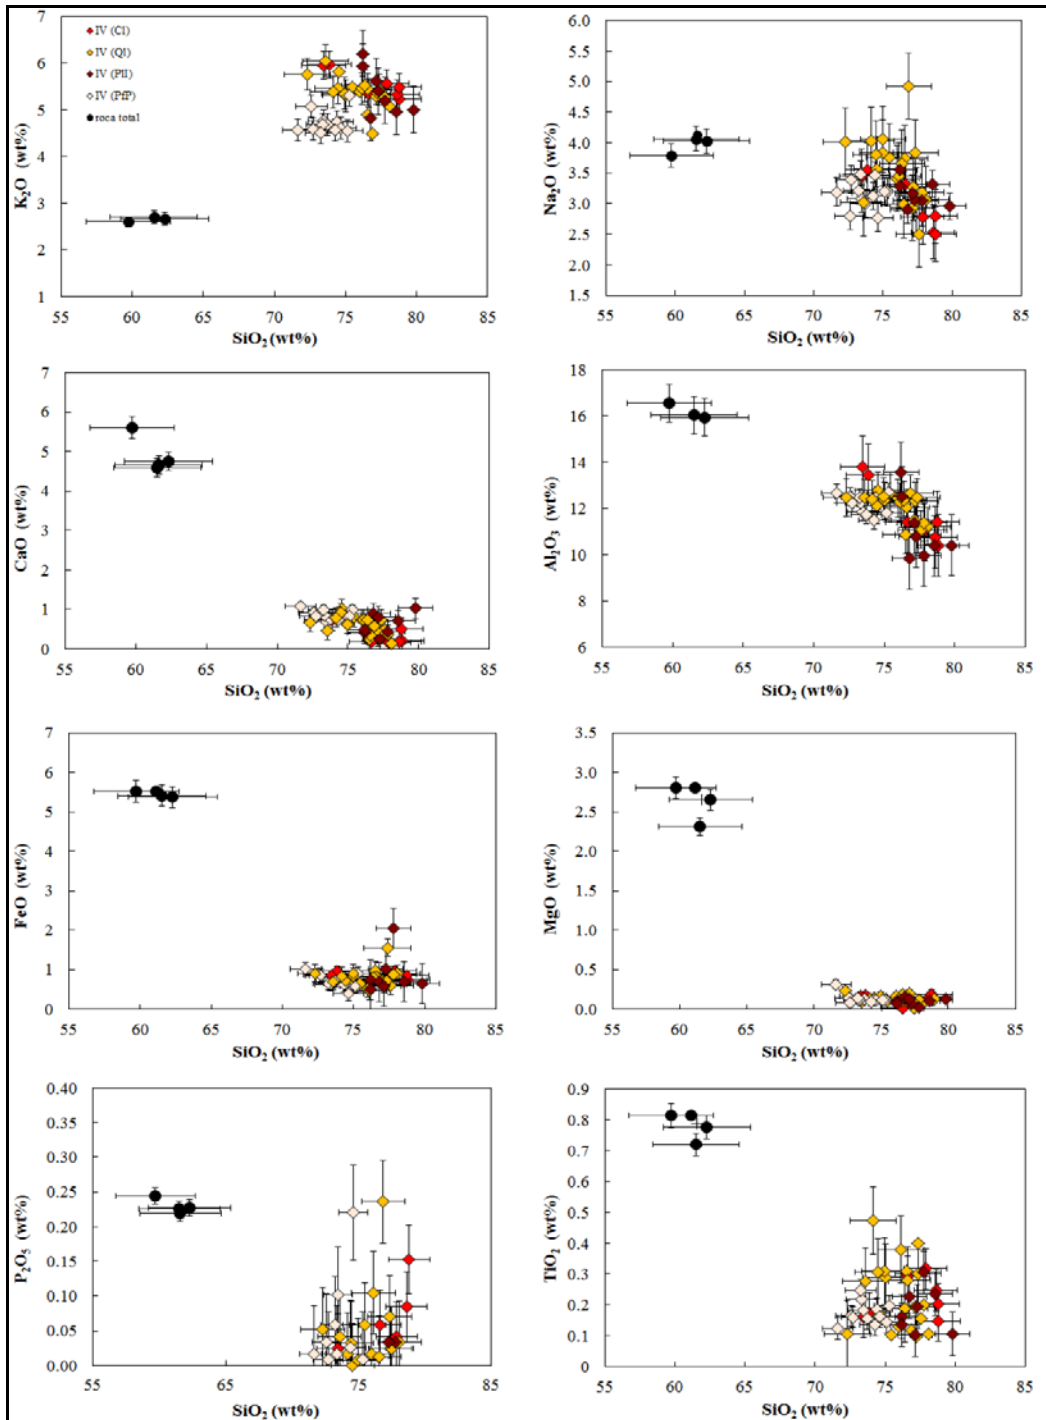 7
6
5
4
3
2
1
K₂O (wt%)
IV (Cl)
IV (QI)
IV (PlI)
IV (PfP)
roca total
55 60 65 70 75 80 85
SiO₂ (wt%)
6.0
5.5
5.0
4.5
4.0
3.5
3.0
2.5
2.0
1.5
Na₂O (wt%)
55 60 65 70 75 80 85
SiO₂ (wt%)
7
6
5
4
3
2
1
0
CaO (wt%)
55 60 65 70 75 80 85
SiO₂ (wt%)
18
16
14
12
10
8
6
Al₂O₃ (wt%)
55 60 65 70 75 80 85
SiO₂ (wt%)
7
6
5
4
3
2
1
0
FeO (wt%)
55 60 65 70 75 80 85
SiO₂ (wt%)
3.5
3.0
2.5
2.0
1.5
1.0
0.5
0.0
MgO (wt%)
55 60 65 70 75 80 85
SiO₂ (wt%)
0.40
0.35
0.30
0.25
0.20
0.15
0.10
0.05
0.00
P₂O₅ (wt%)
55 65 75 85
SiO₂ (wt%)
0.9
0.8
0.7
0.6
0.5
0.4
0.3
0.2
0.1
0
TiO₂ (wt%)
55 60 65 70 75 80 85
SiO₂ (wt%)